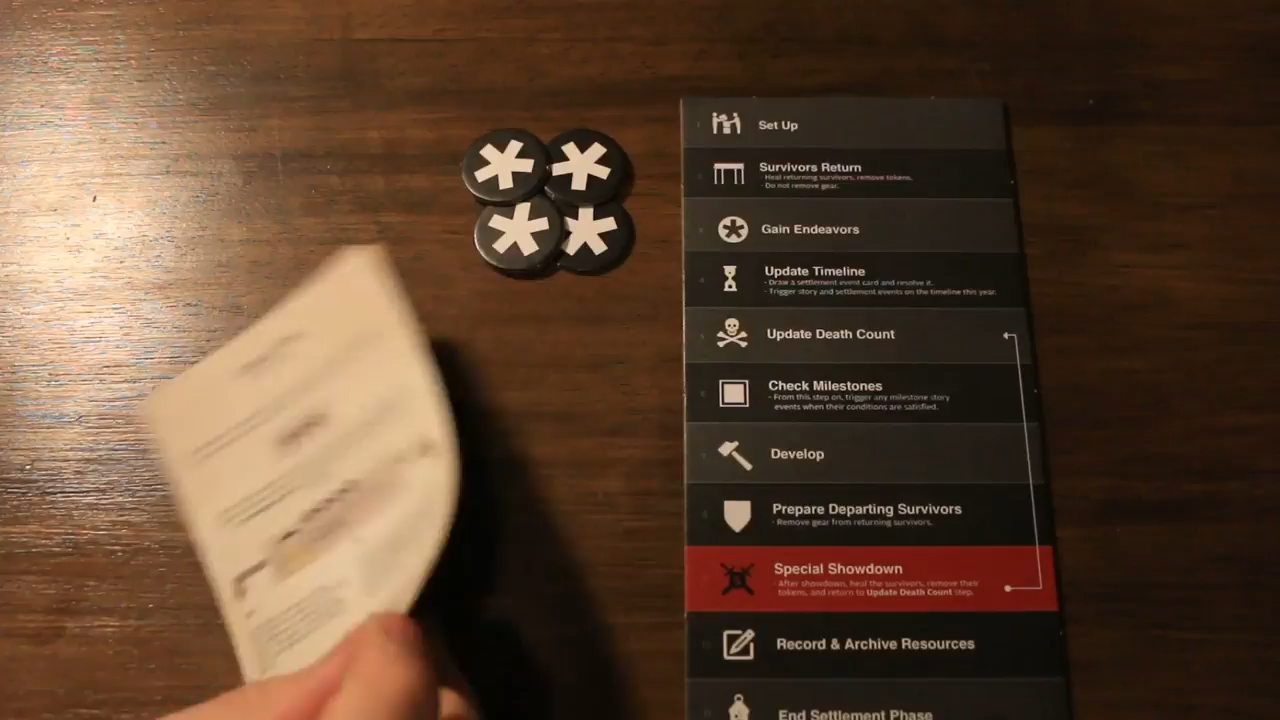 Set Up
Survivors Return
· Heal returning survivors, remove tokens.
· Do not remove gear.
Gain Endeavors
Update Timeline
- Draw a settlement event card and resolve it.
- Trigger story and settlement events on the timeline this year.
Update Death Count
Check Milestones
- From this step on, trigger any milestone story
events when their conditions are satisfied.
Develop
Prepare Departing Survivors
· Remove gear from returning survivors.
Special Showdown
· After showdown, heal the survivors, remove their
tokens, and return to Update Death Count step.
Record & Archive Resources
End Settlement Phase